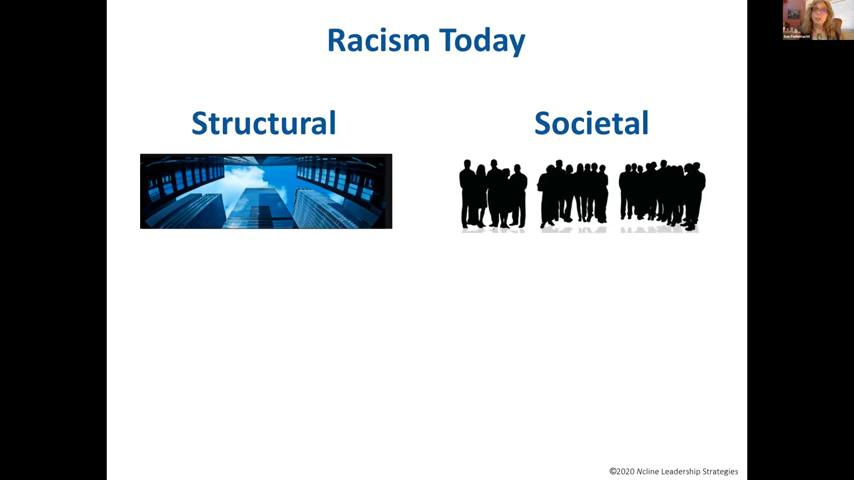 Racism Today
Structural
Societal
©2020 Ncline Leadership Strategies